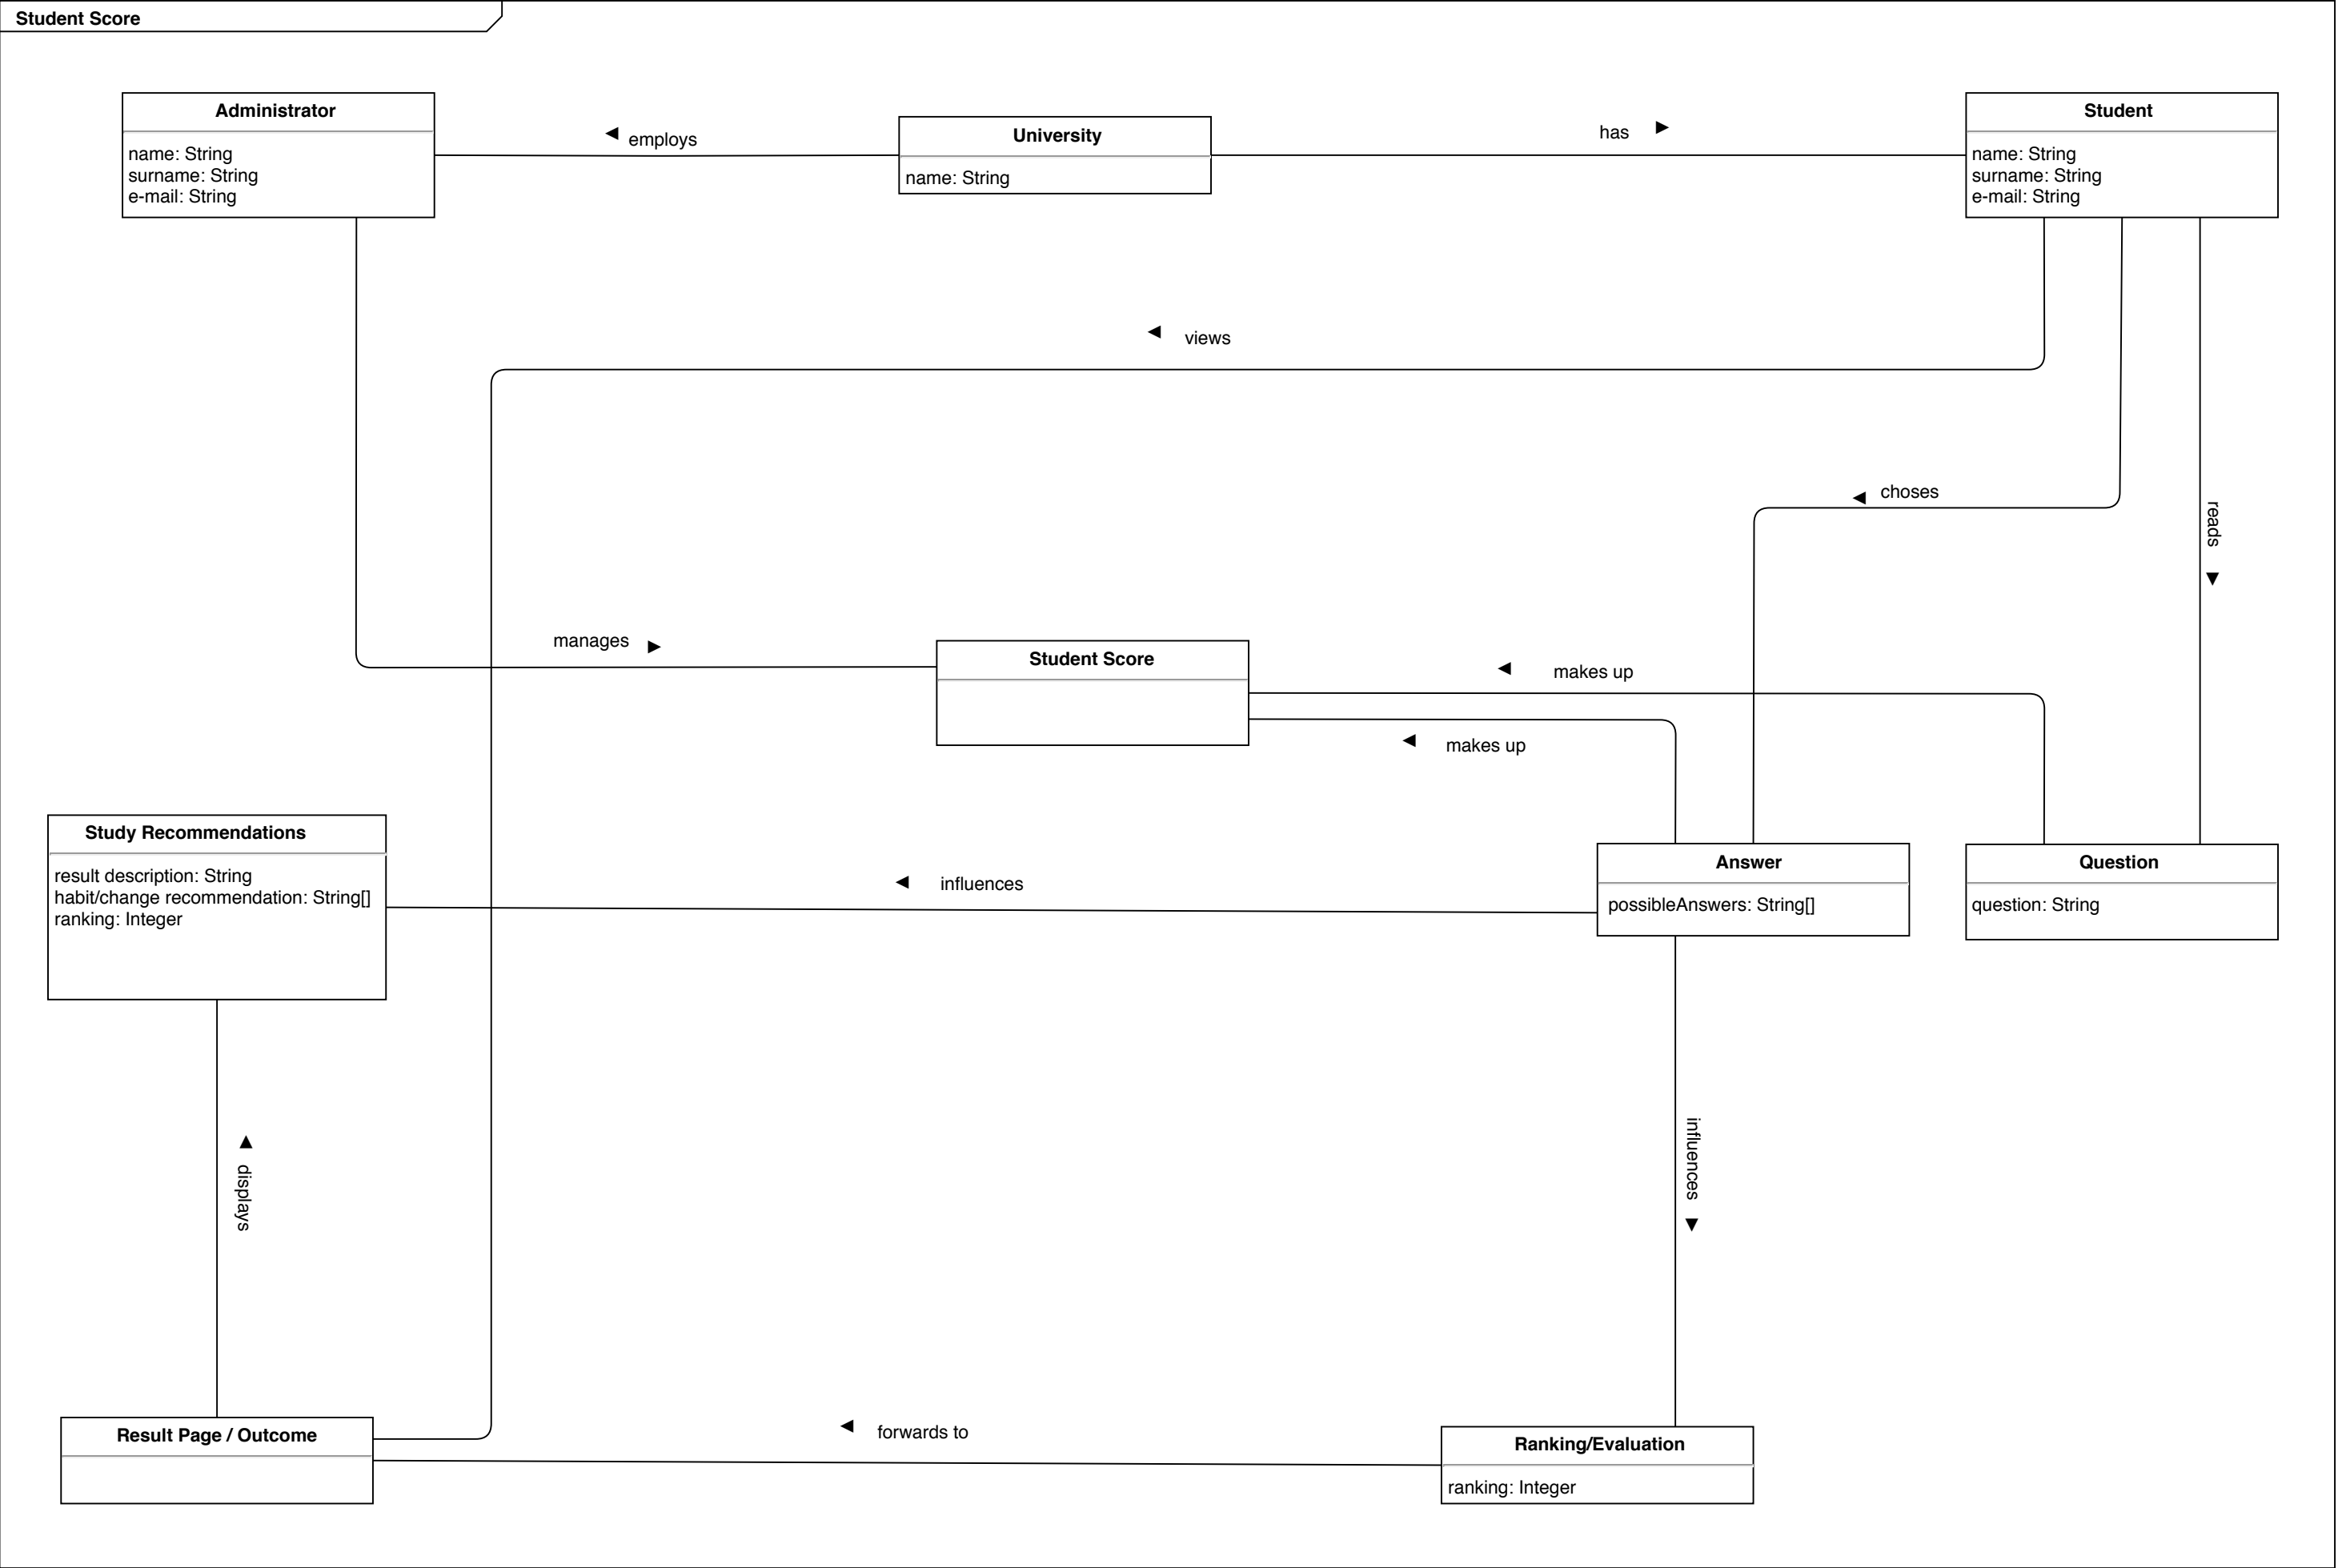 Student Score
Administrator
name: String
surname: String
e-mail: String
employs
University
name: String
has
Student
name: String
surname: String
e-mail: String
views
choses
reads
manages
Student Score
makes up
makes up
Study Recommendations
result description: String
habit/change recommendation: String[]
ranking: Integer
influences
Answer
possibleAnswers: String[]
Question
question: String
displays
influences
Result Page / Outcome
forwards to
Ranking/Evaluation
ranking: Integer